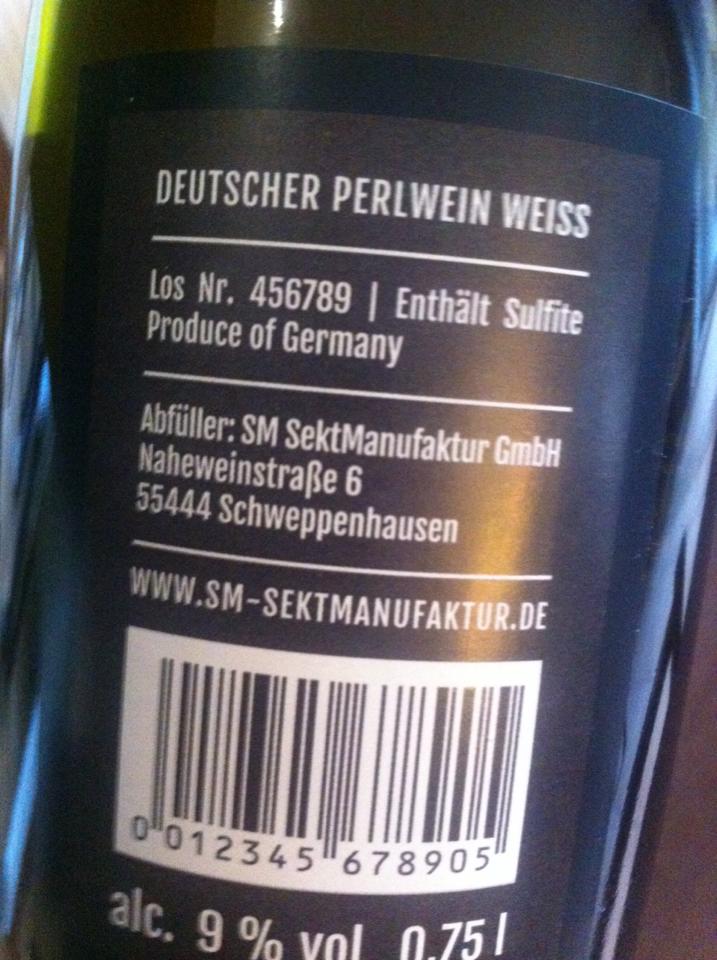 DEUTSCHER PERLWEIN WEISS
Los Nr. 456789 | Enthält Sulfite
Produce of Germany
Abfüller: SM SektManufaktur GmbH
Naheweinstraße 6
55444 Schweppenhausen
WWW.SM-SEKTMANUFAKTUR.DE
0 012345 678905
alc. 9 % vol 0,75 l